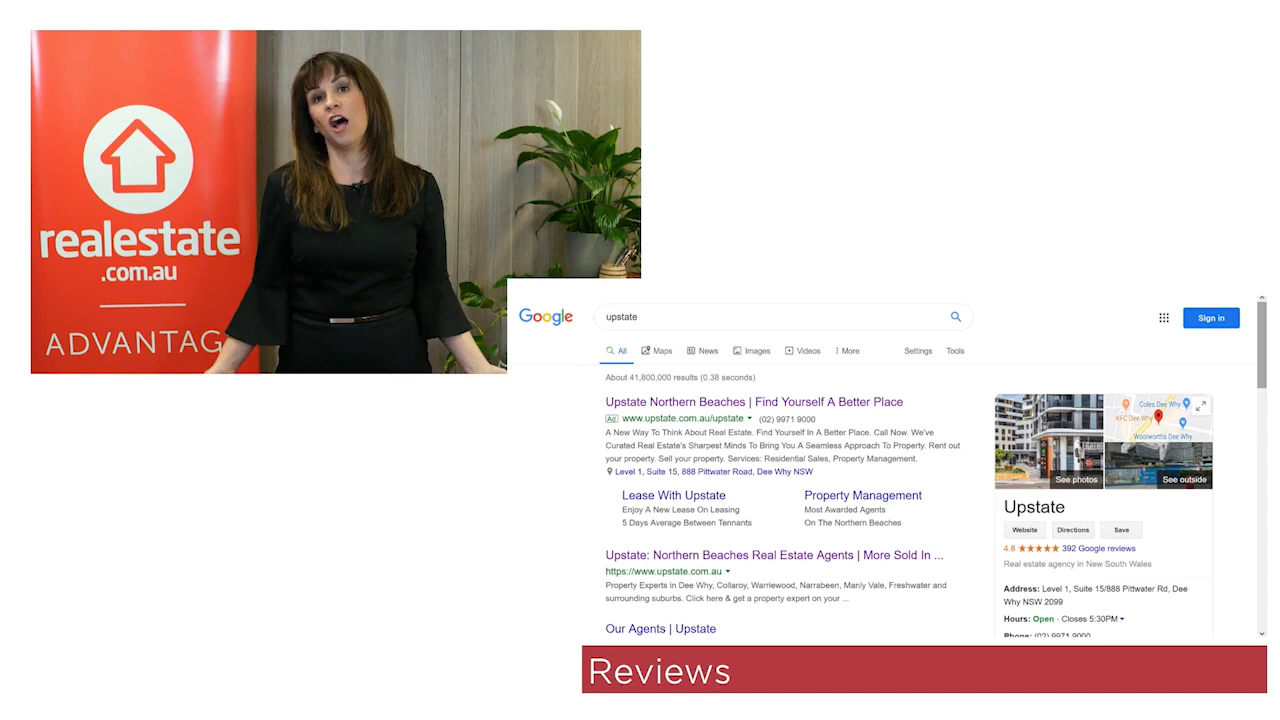 realestate
.com.au
ADVANTAG
Google
upstate
Sign in
All Maps News Images Videos More Settings Tools
About 41,800,000 results (0.38 seconds)
Upstate Northern Beaches | Find Yourself A Better Place
Ad www.upstate.com.au/upstate (02) 9971 9000
A New Way To Think About Real Estate. Find Yourself In A Better Place. Call Now. We've
Curated Real Estate's Sharpest Minds To Bring You A Seamless Approach To Property. Rent out
your property. Sell your property. Services: Residential Sales, Property Management.
Level 1, Suite 15, 888 Pittwater Road, Dee Why NSW
Lease With Upstate
Enjoy A New Lease On Leasing
5 Days Average Between Tennants
Property Management
Most Awarded Agents
On The Northern Beaches
Upstate: Northern Beaches Real Estate Agents | More Sold In ...
https://www.upstate.com.au
Property Experts in Dee Why, Collaroy, Warriewood, Narrabeen, Manly Vale, Freshwater and
surrounding suburbs. Click here & get a property expert on your ...
Our Agents | Upstate
Coles Dee Why
KFC Dee Why
Woolworths Dee Why
See photos
See outside
Upstate
Website Directions Save
4.8 392 Google reviews
Real estate agency in New South Wales
Address: Level 1, Suite 15/888 Pittwater Rd, Dee
Why NSW 2099
Hours: Open · Closes 5:30PM
Phone: (02) 9971 9000
Reviews